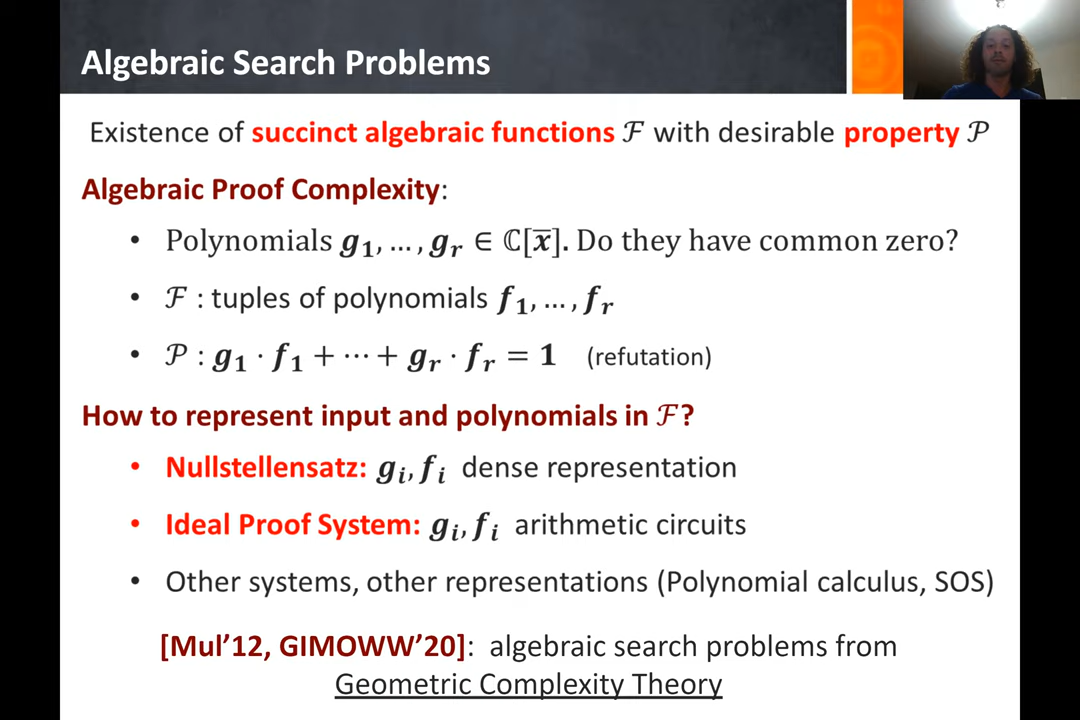 Algebraic Search Problems
Existence of succinct algebraic functions ℱ with desirable property 𝒫
Algebraic Proof Complexity:
• Polynomials g₁, … , gᵣ ∈ ℂ[x̅]. Do they have common zero?
• ℱ : tuples of polynomials f₁, … , fᵣ
• 𝒫 : g₁ · f₁ + ⋯ + gᵣ · fᵣ = 1 (refutation)
How to represent input and polynomials in ℱ?
• Nullstellensatz: gᵢ, fᵢ dense representation
• Ideal Proof System: gᵢ, fᵢ arithmetic circuits
• Other systems, other representations (Polynomial calculus, SOS)
[Mul’12, GIMOWW’20]: algebraic search problems from
Geometric Complexity Theory